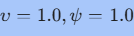 υ = 1.0, ψ = 1.0